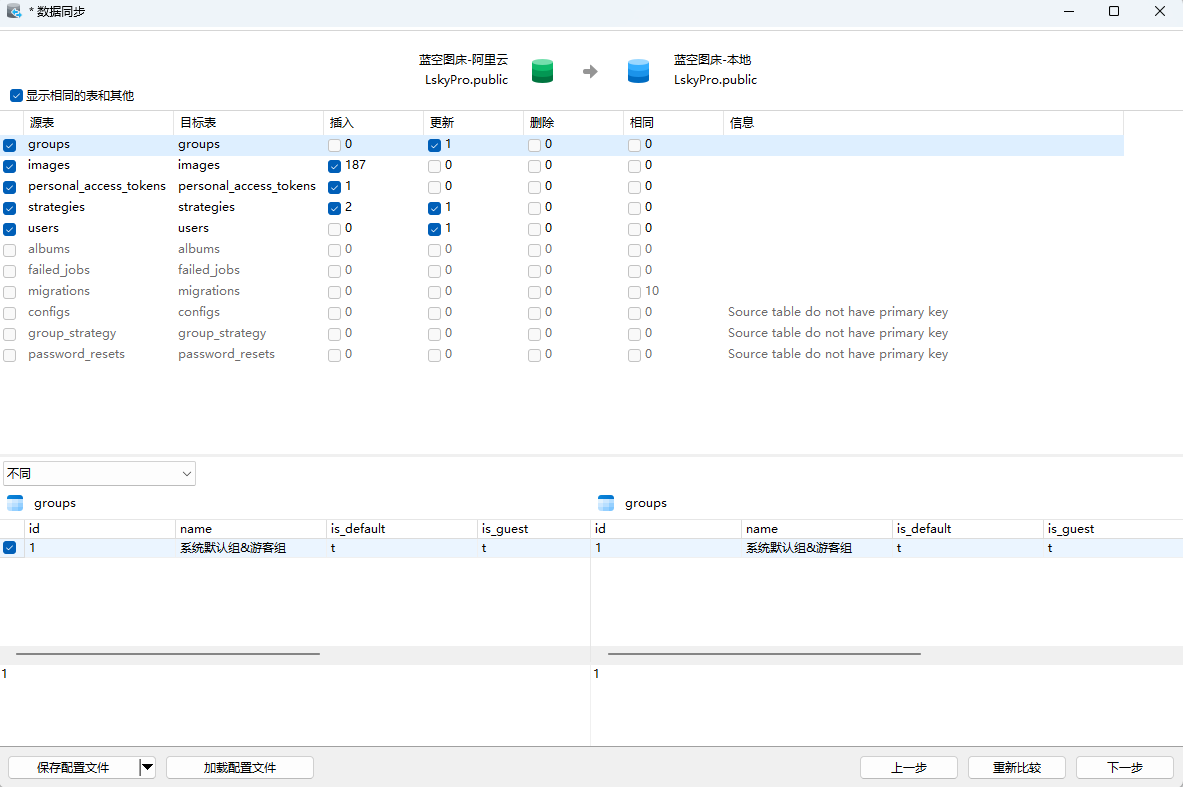 * 数据同步
蓝空图床-阿里云
LskyPro.public
蓝空图床-本地
LskyPro.public
显示相同的表和其他
源表 目标表 插入 更新 删除 相同 信息
groups groups 0 1 0 0
images images 187 0 0 0
personal_access_tokens personal_access_tokens 1 0 0 0
strategies strategies 2 1 0 0
users users 0 1 0 0
albums albums 0 0 0 0
failed_jobs failed_jobs 0 0 0 0
migrations migrations 0 0 0 10
configs configs 0 0 0 0 Source table do not have primary key
group_strategy group_strategy 0 0 0 0 Source table do not have primary key
password_resets password_resets 0 0 0 0 Source table do not have primary key
不同
groups groups
id name is_default is_guest id name is_default is_guest
1 系统默认组&游客组 t t 1 系统默认组&游客组 t t
1 1
保存配置文件 加载配置文件 上一步 重新比较 下一步